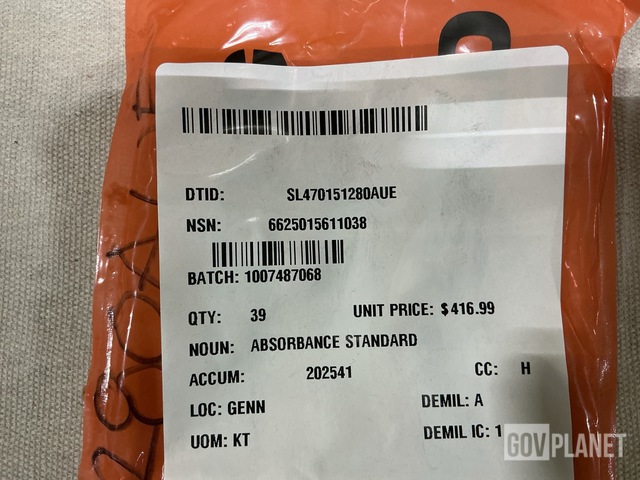 DTID: SL470151280AUE
NSN: 6625015611038
BATCH: 1007487068
QTY: 39 UNIT PRICE: $416.99
NOUN: ABSORBANCE STANDARD
ACCUM: 202541 CC: H
LOC: GENN DEMIL: A
UOM: KT DEMIL IC: 1
GOVPLANET